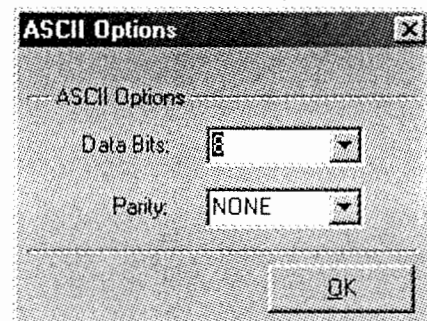 ASCII Options
ASCII Options
Data Bits: 8
Parity: NONE
OK